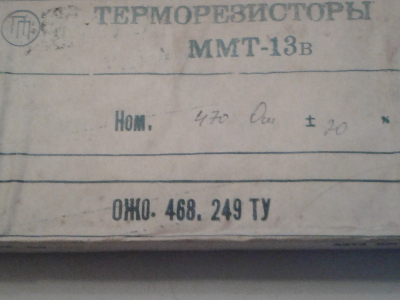 ТЕРМОРЕЗИСТОРЫ
ММТ-13в
Ном. 470 Ом ± 20 %
ОЖО. 468. 249 ТУ